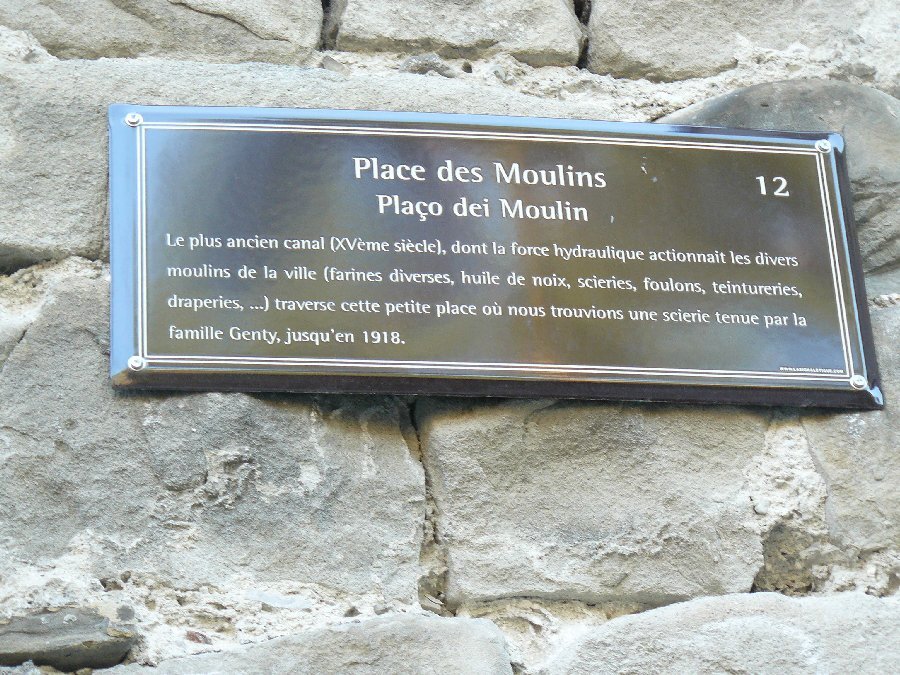 Place des Moulins
Plaço dei Moulin
12
Le plus ancien canal (XVème siècle), dont la force hydraulique actionnait les divers
moulins de la ville (farines diverses, huile de noix, scieries, foulons, teintureries,
draperies, ...) traverse cette petite place où nous trouvions une scierie tenue par la
famille Genty, jusqu'en 1918.